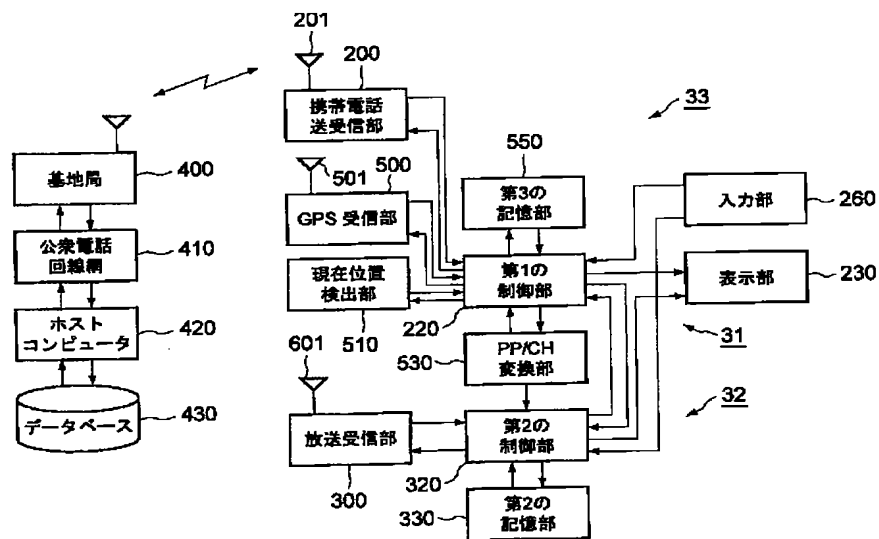 201
200
携帯電話
送受信部
33
基地局
400
501
500
GPS 受信部
550
第3の
記憶部
入力部
260
公衆電話
回線網
410
現在位置
検出部
510
第1の
制御部
220
表示部
230
ホスト
コンピュータ
420
530
PP/CH
変換部
31
601
32
データベース
430
放送受信部
300
第2の
制御部
320
330
第2の
記憶部